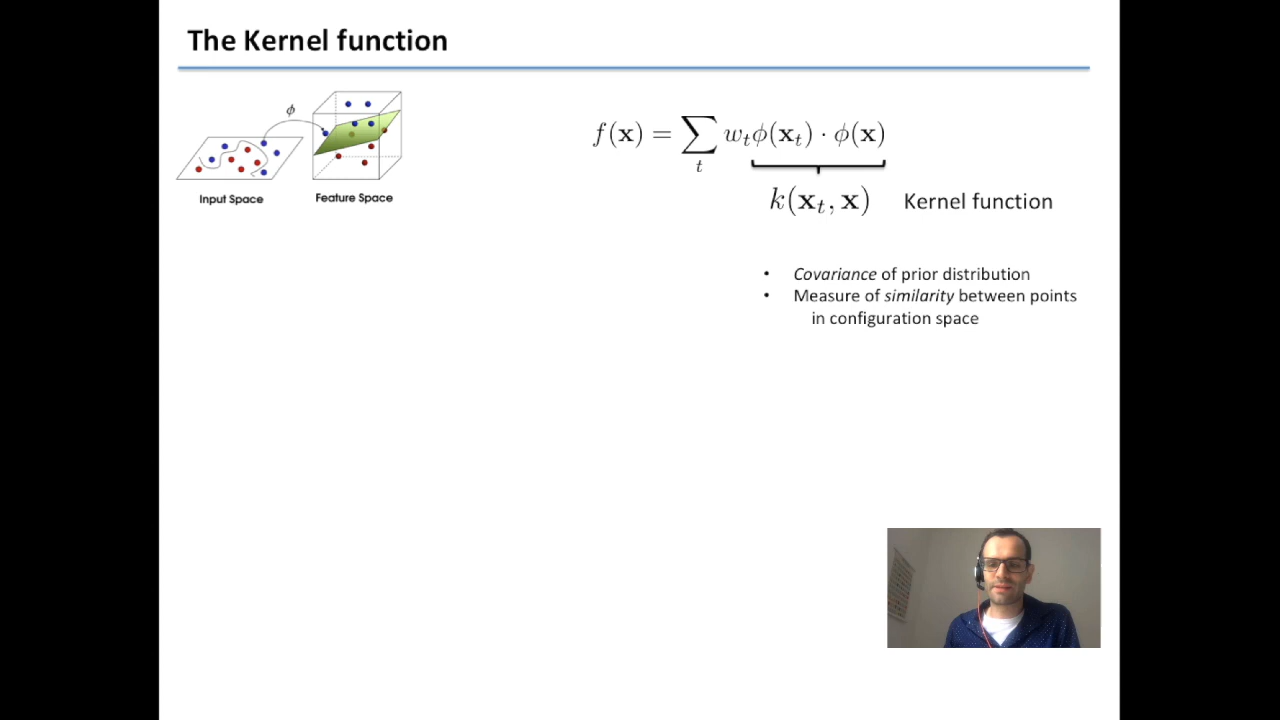 The Kernel function
ϕ
Input Space
Feature Space
f(x) = ∑_t w_t ϕ(x_t) · ϕ(x)
k(x_t, x) Kernel function
• Covariance of prior distribution
• Measure of similarity between points
in configuration space